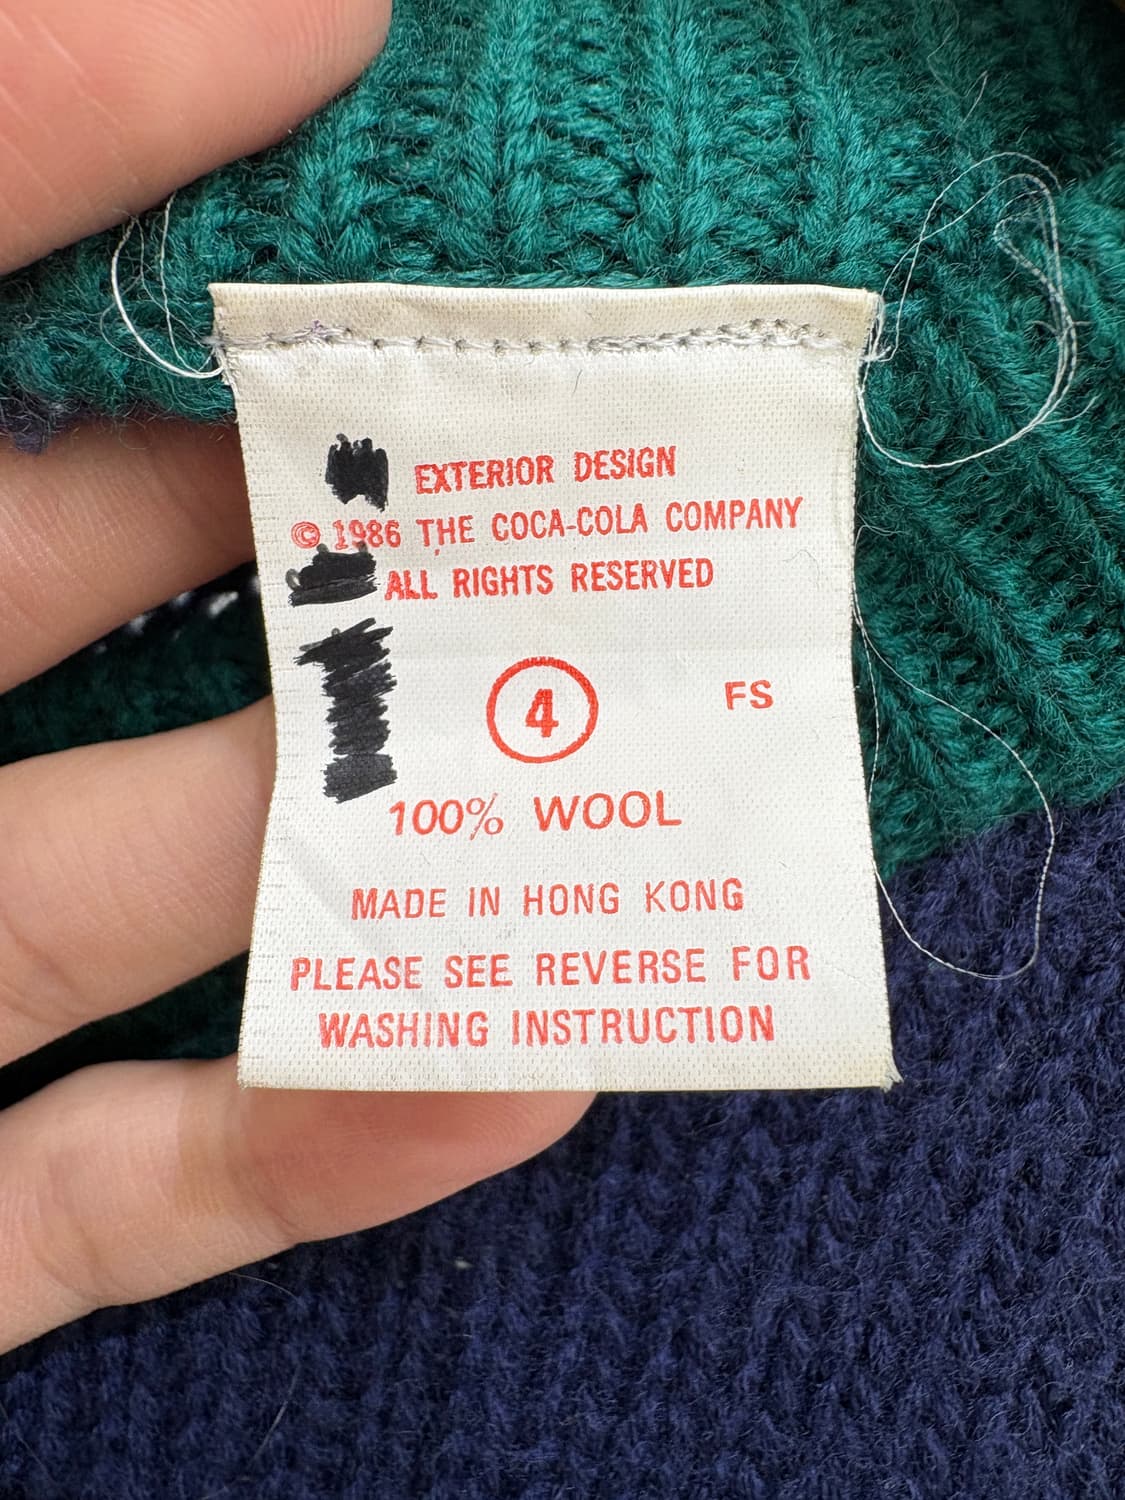 EXTERIOR DESIGN
© 1986 THE COCA-COLA COMPANY
ALL RIGHTS RESERVED
4 FS
100% WOOL
MADE IN HONG KONG
PLEASE SEE REVERSE FOR
WASHING INSTRUCTION